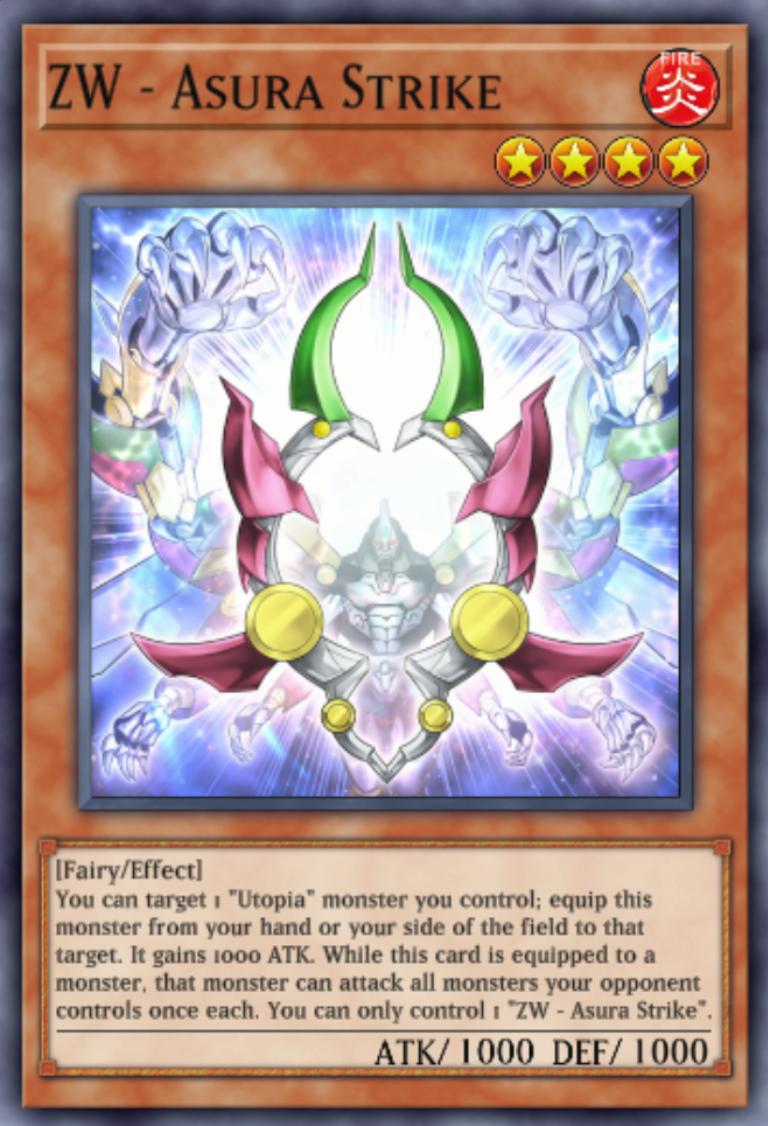 ZW - Asura Strike
FIRE
炎
[Fairy/Effect]
You can target 1 "Utopia" monster you control; equip this
monster from your hand or your side of the field to that
target. It gains 1000 ATK. While this card is equipped to a
monster, that monster can attack all monsters your opponent
controls once each. You can only control 1 "ZW - Asura Strike".
ATK/ 1000 DEF/ 1000